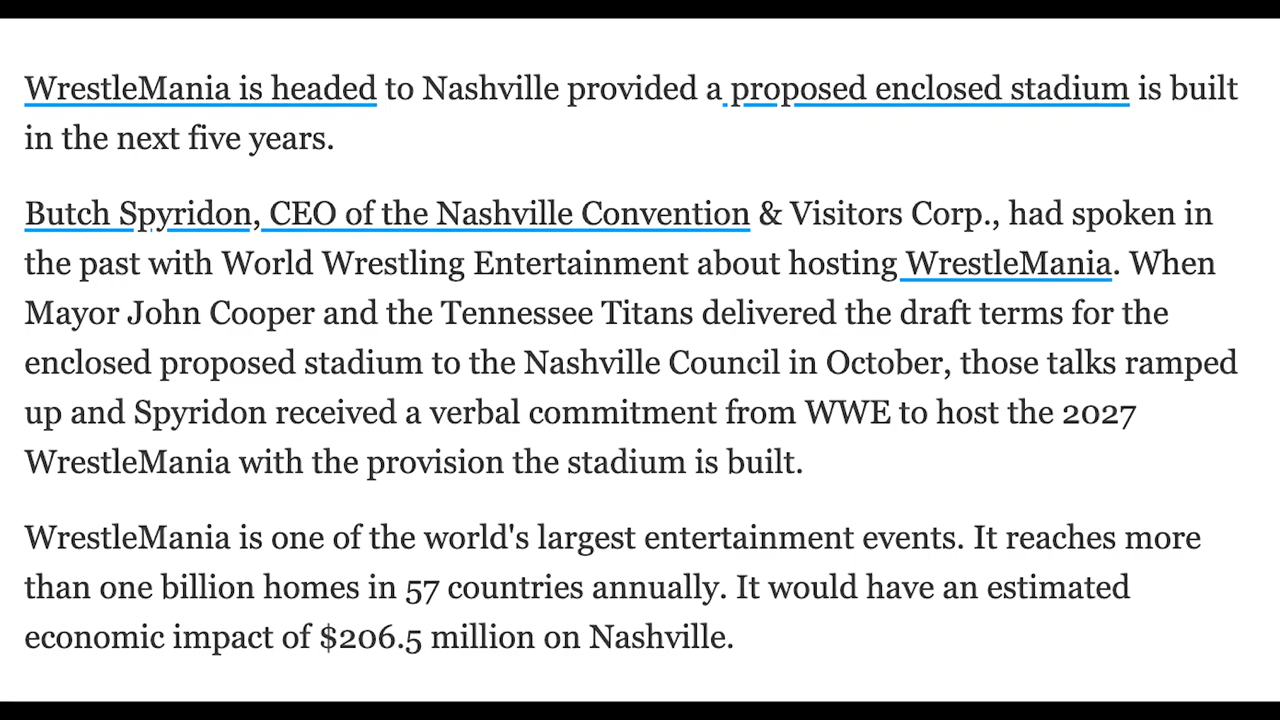 WrestleMania is headed to Nashville provided a proposed enclosed stadium is built
in the next five years.
Butch Spyridon, CEO of the Nashville Convention & Visitors Corp., had spoken in
the past with World Wrestling Entertainment about hosting WrestleMania. When
Mayor John Cooper and the Tennessee Titans delivered the draft terms for the
enclosed proposed stadium to the Nashville Council in October, those talks ramped
up and Spyridon received a verbal commitment from WWE to host the 2027
WrestleMania with the provision the stadium is built.
WrestleMania is one of the world's largest entertainment events. It reaches more
than one billion homes in 57 countries annually. It would have an estimated
economic impact of $206.5 million on Nashville.